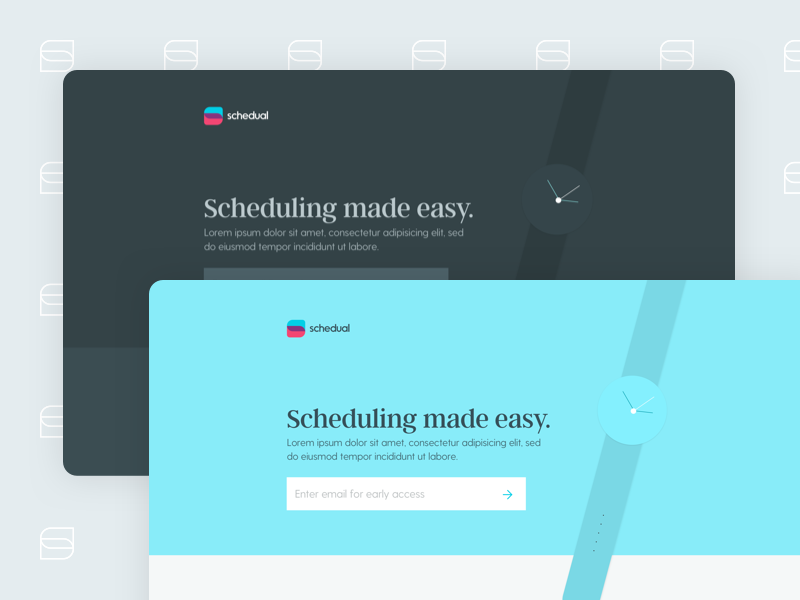 schedual
Scheduling made easy.
Lorem ipsum dolor sit amet, consectetur adipisicing elit, sed
do eiusmod tempor incididunt ut labore.
schedual
Scheduling made easy.
Lorem ipsum dolor sit amet, consectetur adipisicing elit, sed
do eiusmod tempor incididunt ut labore.
Enter email for early access